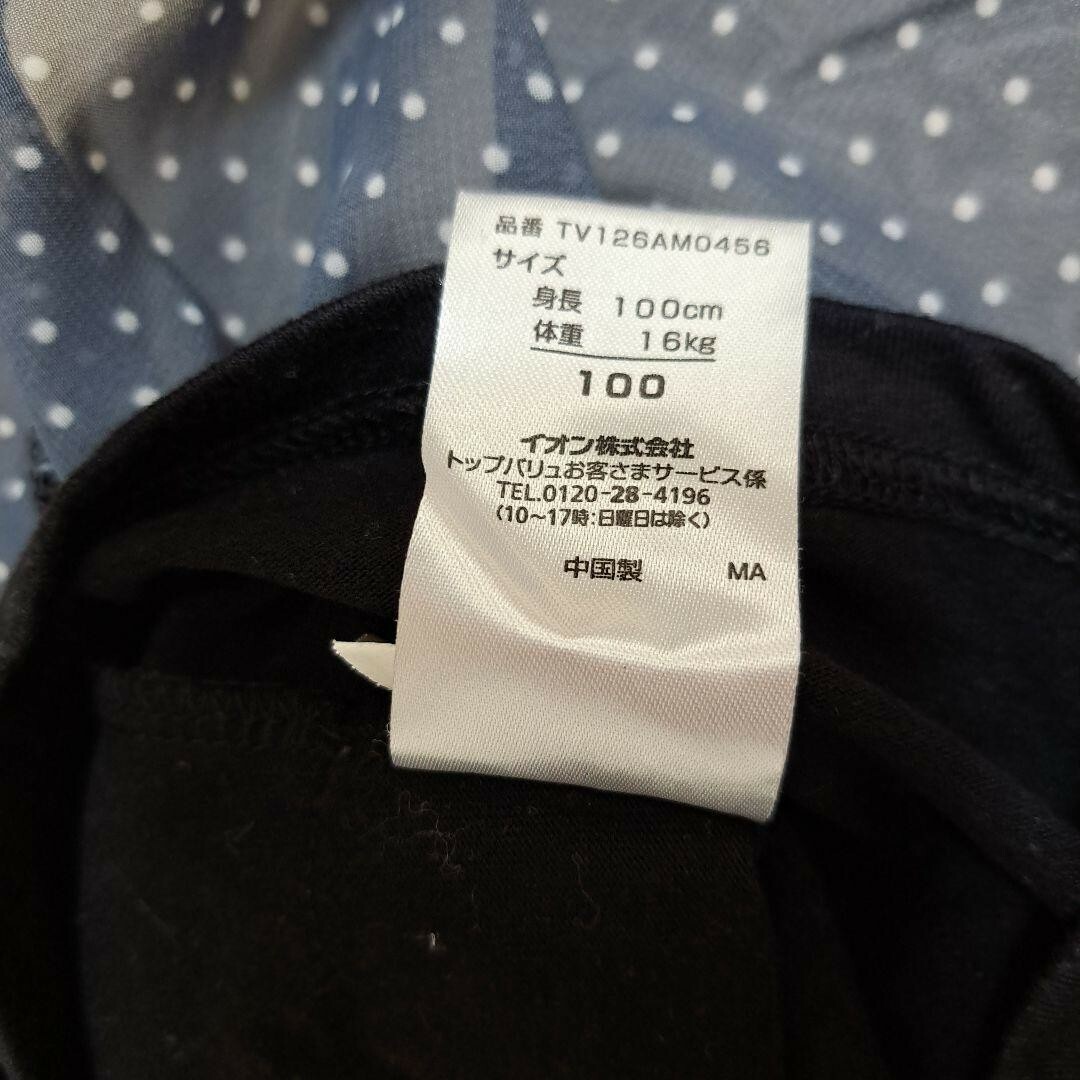 品番 TV126AM0456
サイズ
身長 100cm
体重 16kg
100
イオン株式会社
トップバリュお客さまサービス係
TEL.0120-28-4196
(10~17時:日曜日は除く)
中国製 MA